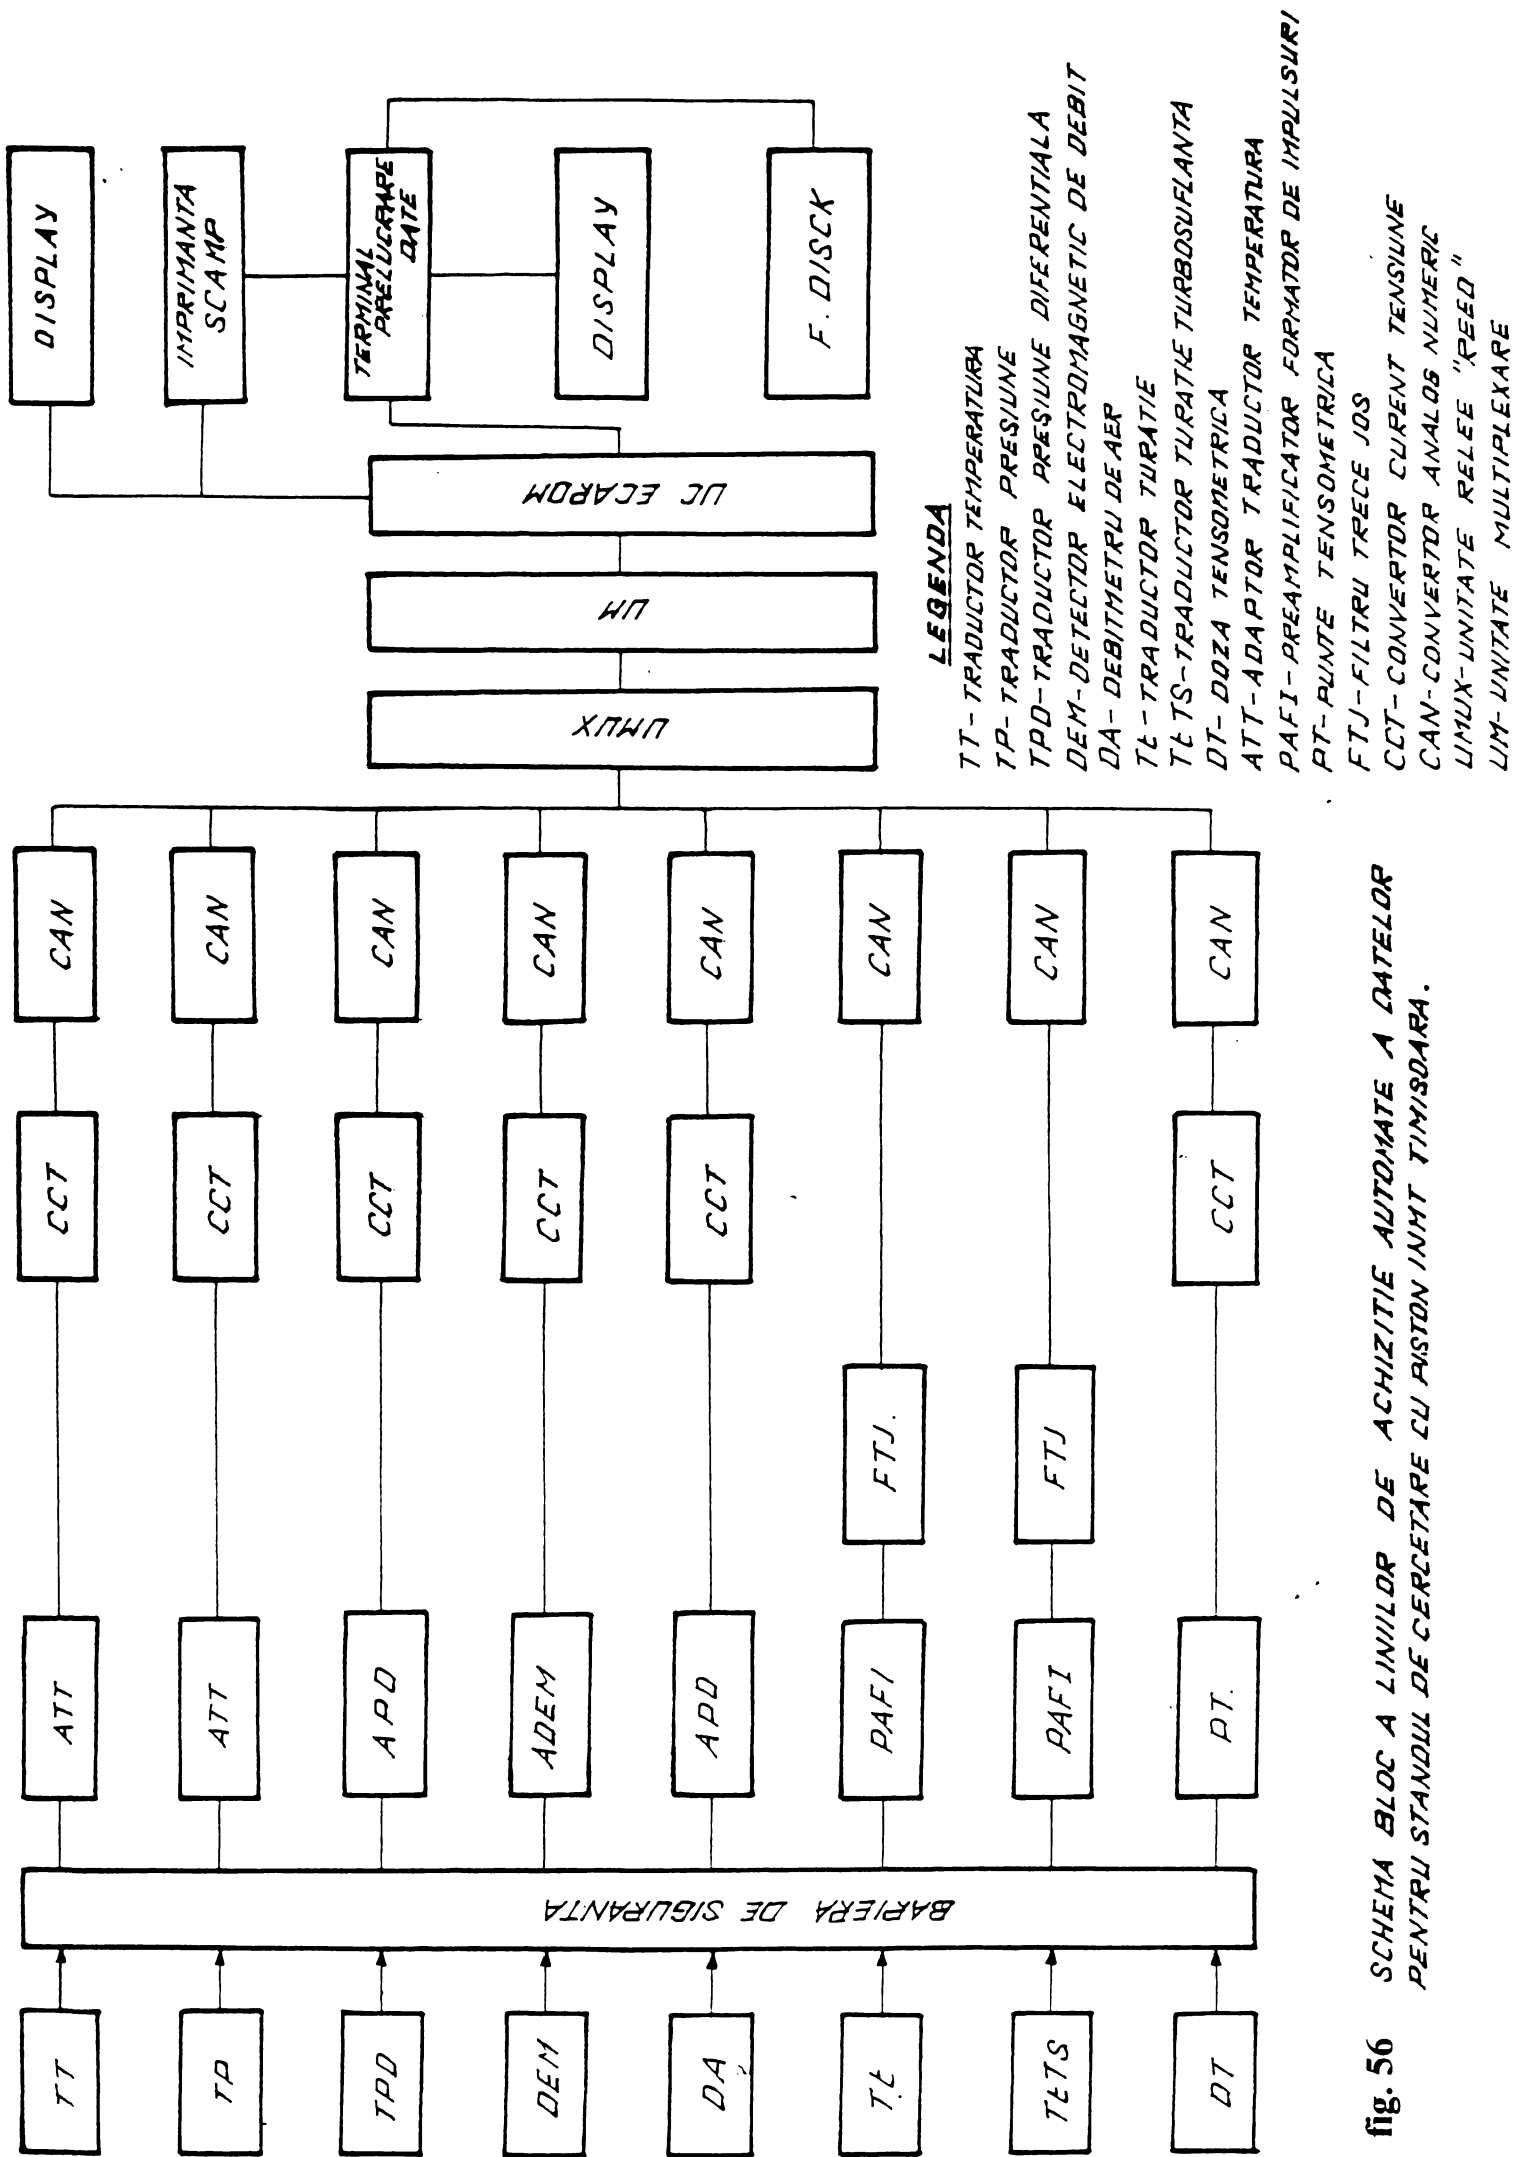 TT
TP
TPD
DEM
DA
Tt
TtTS
DT
BARIERA DE SIGURANTA
ATT
ATT
APD
ADEM
APD
PAFI
PAFI
PT.
FTJ.
FTJ
CCT
CCT
CCT
CCT
CCT
CCT
CAN
CAN
CAN
CAN
CAN
CAN
CAN
CAN
UMUX
UM
UC ECAROM
DISPLAY
IMPRIMANTA
SCAMP
TERMINAL
PRELUCRARE
DATE
DISPLAY
F. DISCK
LEGENDA
TT-TRADUCTOR TEMPERATURA
TP-TRADUCTOR PRESIUNE
TPD-TRADUCTOR PRESIUNE DIFERENTIALA
DEM-DETECTOR ELECTROMAGNETIC DE DEBIT
DA-DEBITMETRU DE AER
Tt-TRADUCTOR TURATIE
TtTS-TRADUCTOR TURATIE TURBOSUFLANTA
DT-DOZA TENSOMETRICA
ATT-ADAPTOR TRADUCTOR TEMPERATURA
PAFI-PREAMPLIFICATOR FORMATOR DE IMPULSURI
PT-PUNTE TENSOMETRICA
FTJ-FILTRU TRECE JOS
CCT-CONVERTOR CURENT TENSIUNE
CAN-CONVERTOR ANALOG NUMERIC
UMUX-UNITATE RELEE "REED"
UM-UNITATE MULTIPLEXARE
fig. 56 SCHEMA BLOC A LINIILOR DE ACHIZITIE AUTOMATE A DATELOR
PENTRU STANDUL DE CERCETARE CU PISTON INMT TIMISOARA.